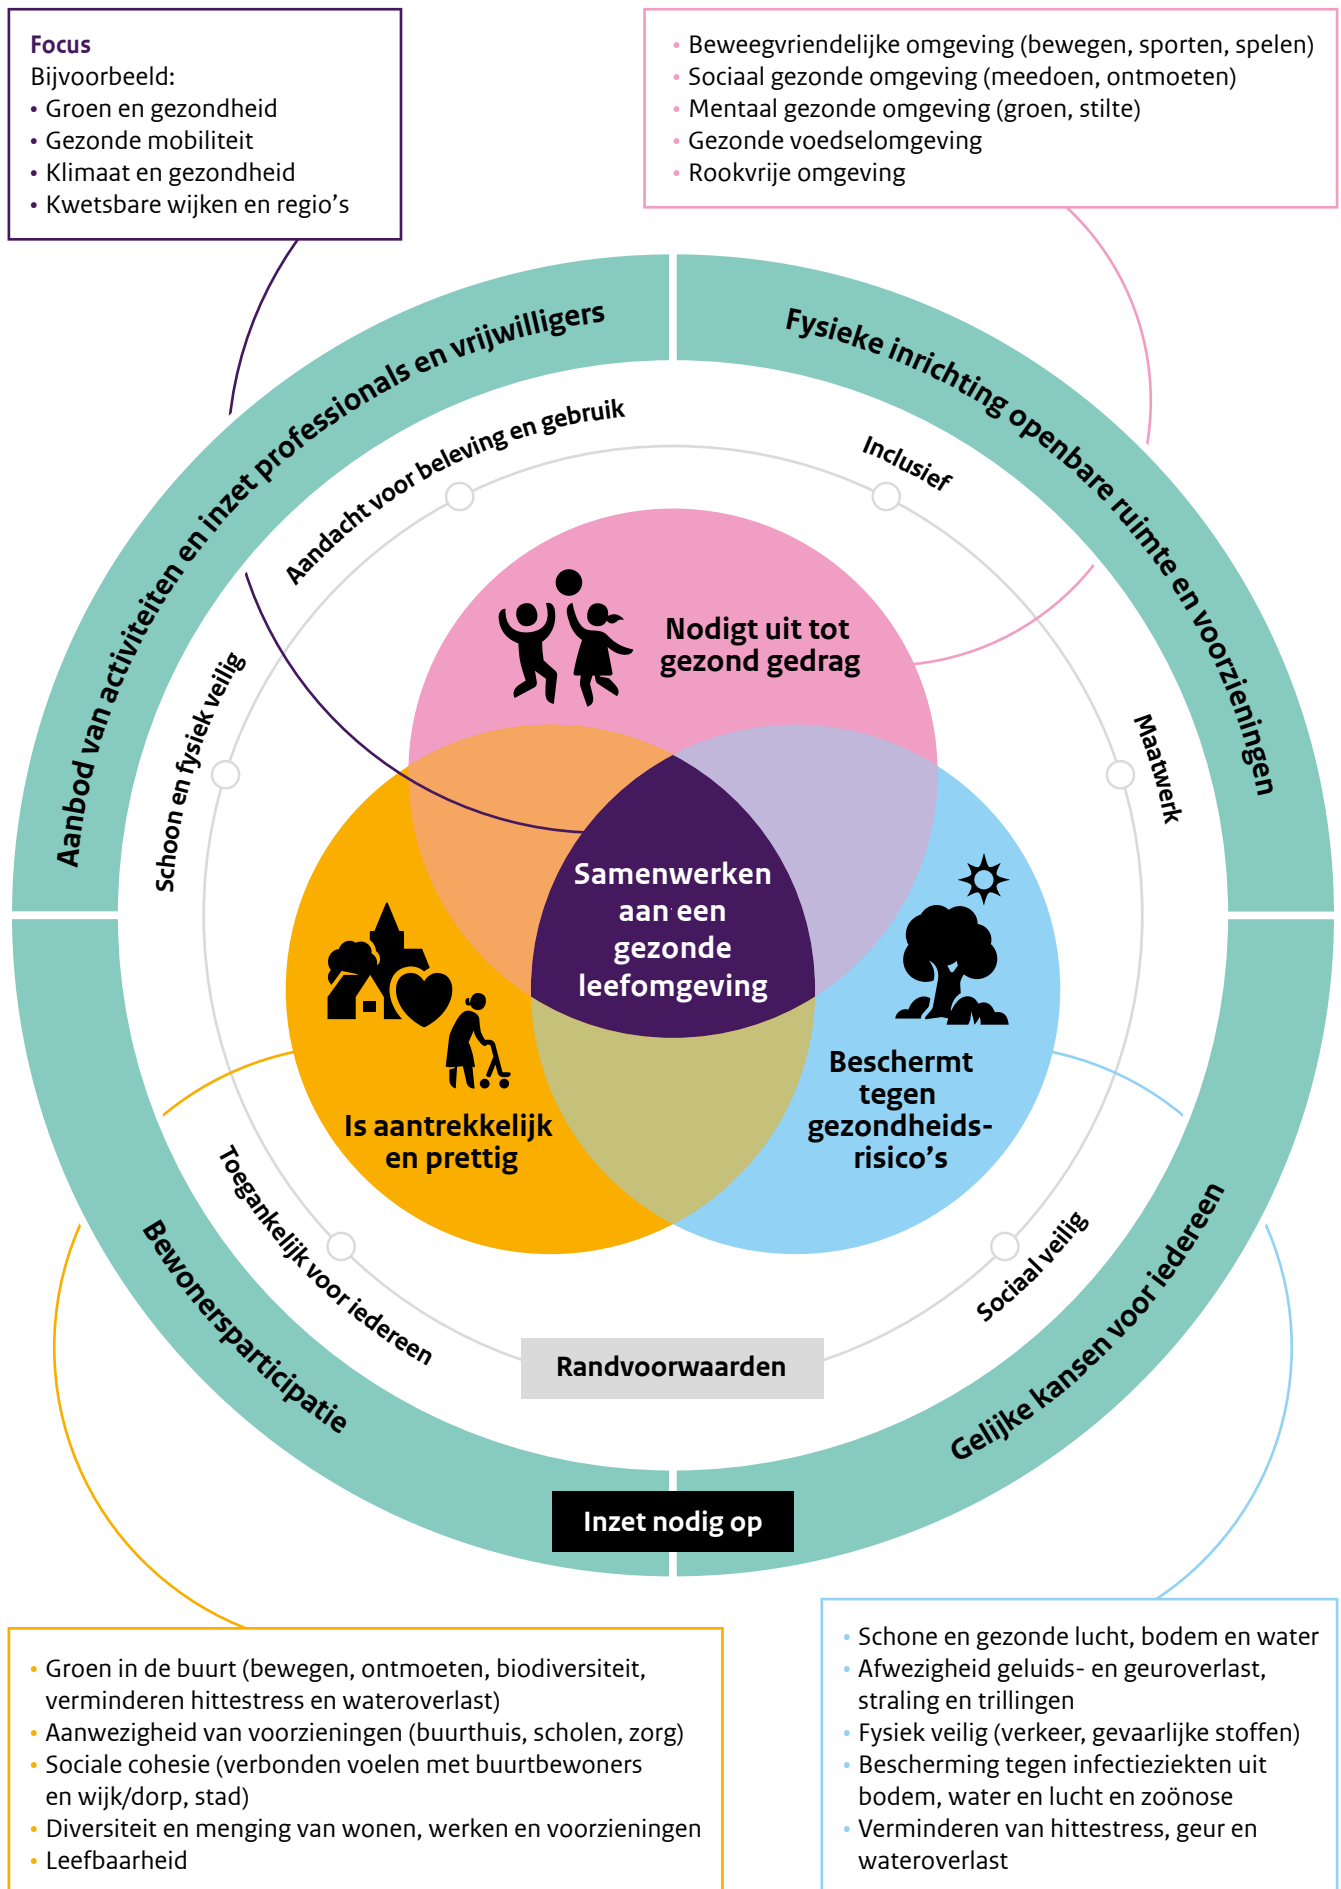 Focus
Bijvoorbeeld:
• Groen en gezondheid
• Gezonde mobiliteit
• Klimaat en gezondheid
• Kwetsbare wijken en regio's
• Beweegvriendelijke omgeving (bewegen, sporten, spelen)
• Sociaal gezonde omgeving (meedoen, ontmoeten)
• Mentaal gezonde omgeving (groen, stilte)
• Gezonde voedselomgeving
• Rookvrije omgeving
Aanbod van activiteiten en inzet professionals en vrijwilligers
Fysieke inrichting openbare ruimte en voorzieningen
Aandacht voor beleving en gebruik
Inclusief
Schoon en fysiek veilig
Maatwerk
Nodigt uit tot
gezond gedrag
Samenwerken
aan een
gezonde
leefomgeving
Is aantrekkelijk
en prettig
Beschermt
tegen
gezondheids-
risico's
Toegankelijk voor iedereen
Sociaal veilig
Randvoorwaarden
Bewonersparticipatie
Gelijke kansen voor iedereen
Inzet nodig op
• Groen in de buurt (bewegen, ontmoeten, biodiversiteit,
verminderen hittestress en wateroverlast)
• Aanwezigheid van voorzieningen (buurthuis, scholen, zorg)
• Sociale cohesie (verbonden voelen met buurtbewoners
en wijk/dorp, stad)
• Diversiteit en menging van wonen, werken en voorzieningen
• Leefbaarheid
• Schone en gezonde lucht, bodem en water
• Afwezigheid geluids- en geuroverlast,
straling en trillingen
• Fysiek veilig (verkeer, gevaarlijke stoffen)
• Bescherming tegen infectieziekten uit
bodem, water en lucht en zoönose
• Verminderen van hittestress, geur en
wateroverlast